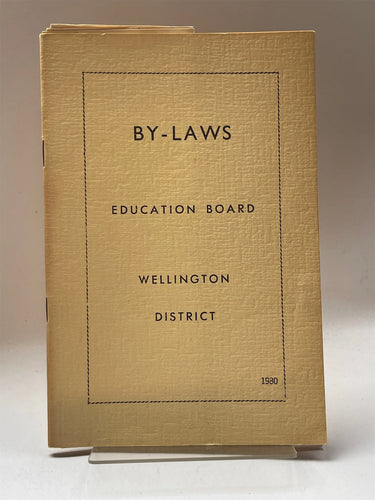 BY-LAWS
EDUCATION BOARD
WELLINGTON
DISTRICT
1980